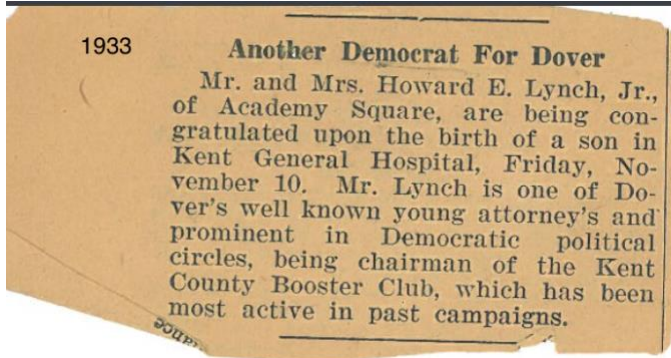 1933
Another Democrat For Dover
Mr. and Mrs. Howard E. Lynch, Jr.,
of Academy Square, are being con-
gratulated upon the birth of a son in
Kent General Hospital, Friday, No-
vember 10. Mr. Lynch is one of Do-
ver's well known young attorney's and
prominent in Democratic political
circles, being chairman of the Kent
County Booster Club, which has been
most active in past campaigns.